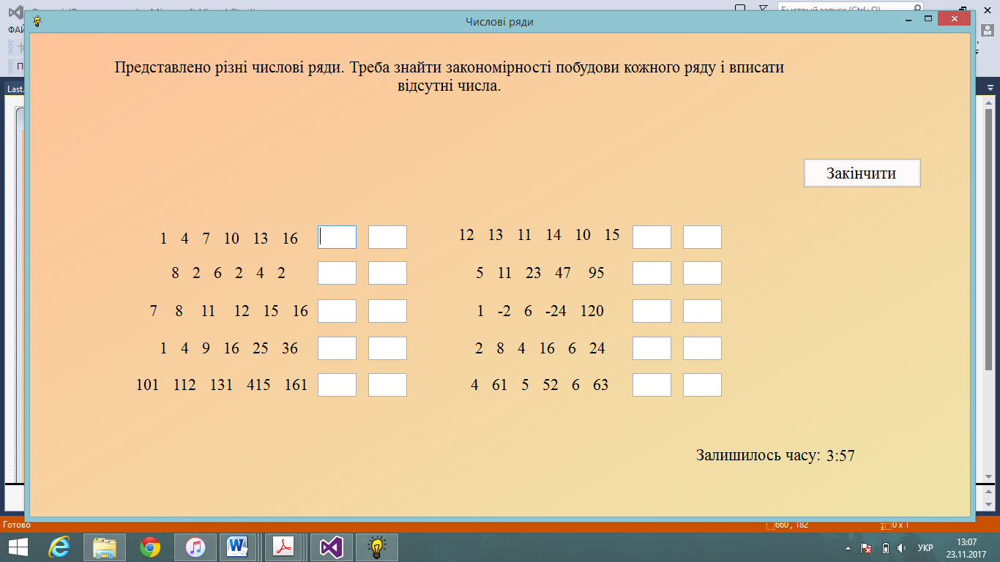 Быстрый запуск (Ctrl+Q)
Числові ряди
ФАЙ
П
Last.
Представлено різні числові ряди. Треба знайти закономірності побудови кожного ряду і вписати
відсутні числа.
Закінчити
1 4 7 10 13 16
12 13 11 14 10 15
8 2 6 2 4 2
5 11 23 47 95
7 8 11 12 15 16
1 -2 6 -24 120
1 4 9 16 25 36
2 8 4 16 6 24
101 112 131 415 161
4 61 5 52 6 63
Залишилось часу: 3:57
Готово
660 , 182
0 x 1
УКР
13:07
23.11.2017